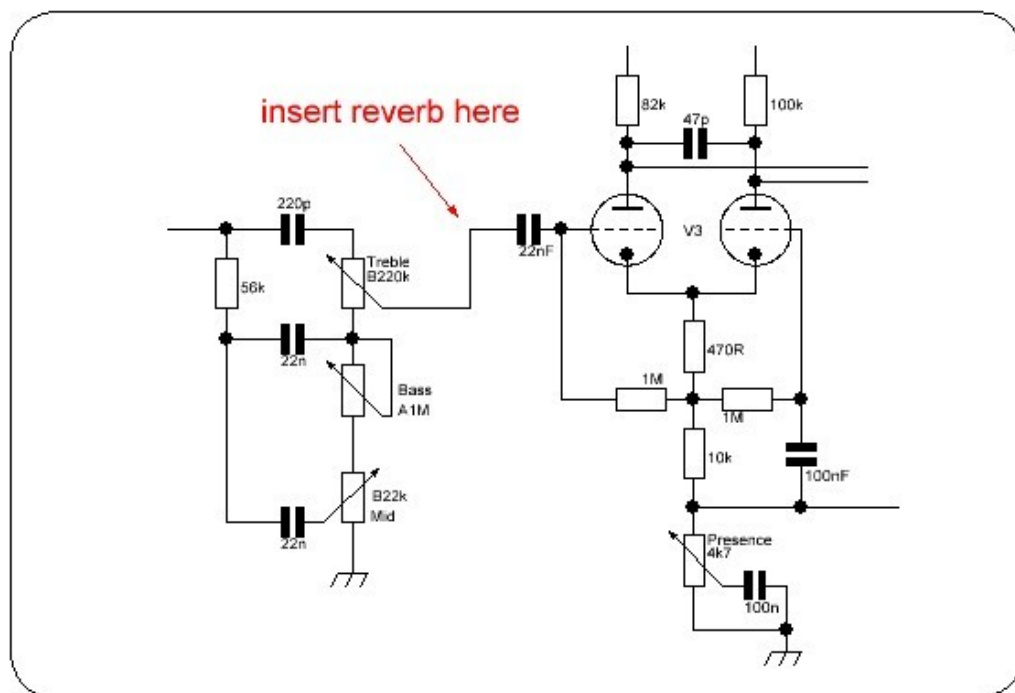 insert reverb here
82k
100k
47p
220p
V3
22nF
Treble
B220k
56k
22n
470R
Bass
A1M
1M
1M
10k
100nF
B22k
Mid
22n
Presence
4k7
100n